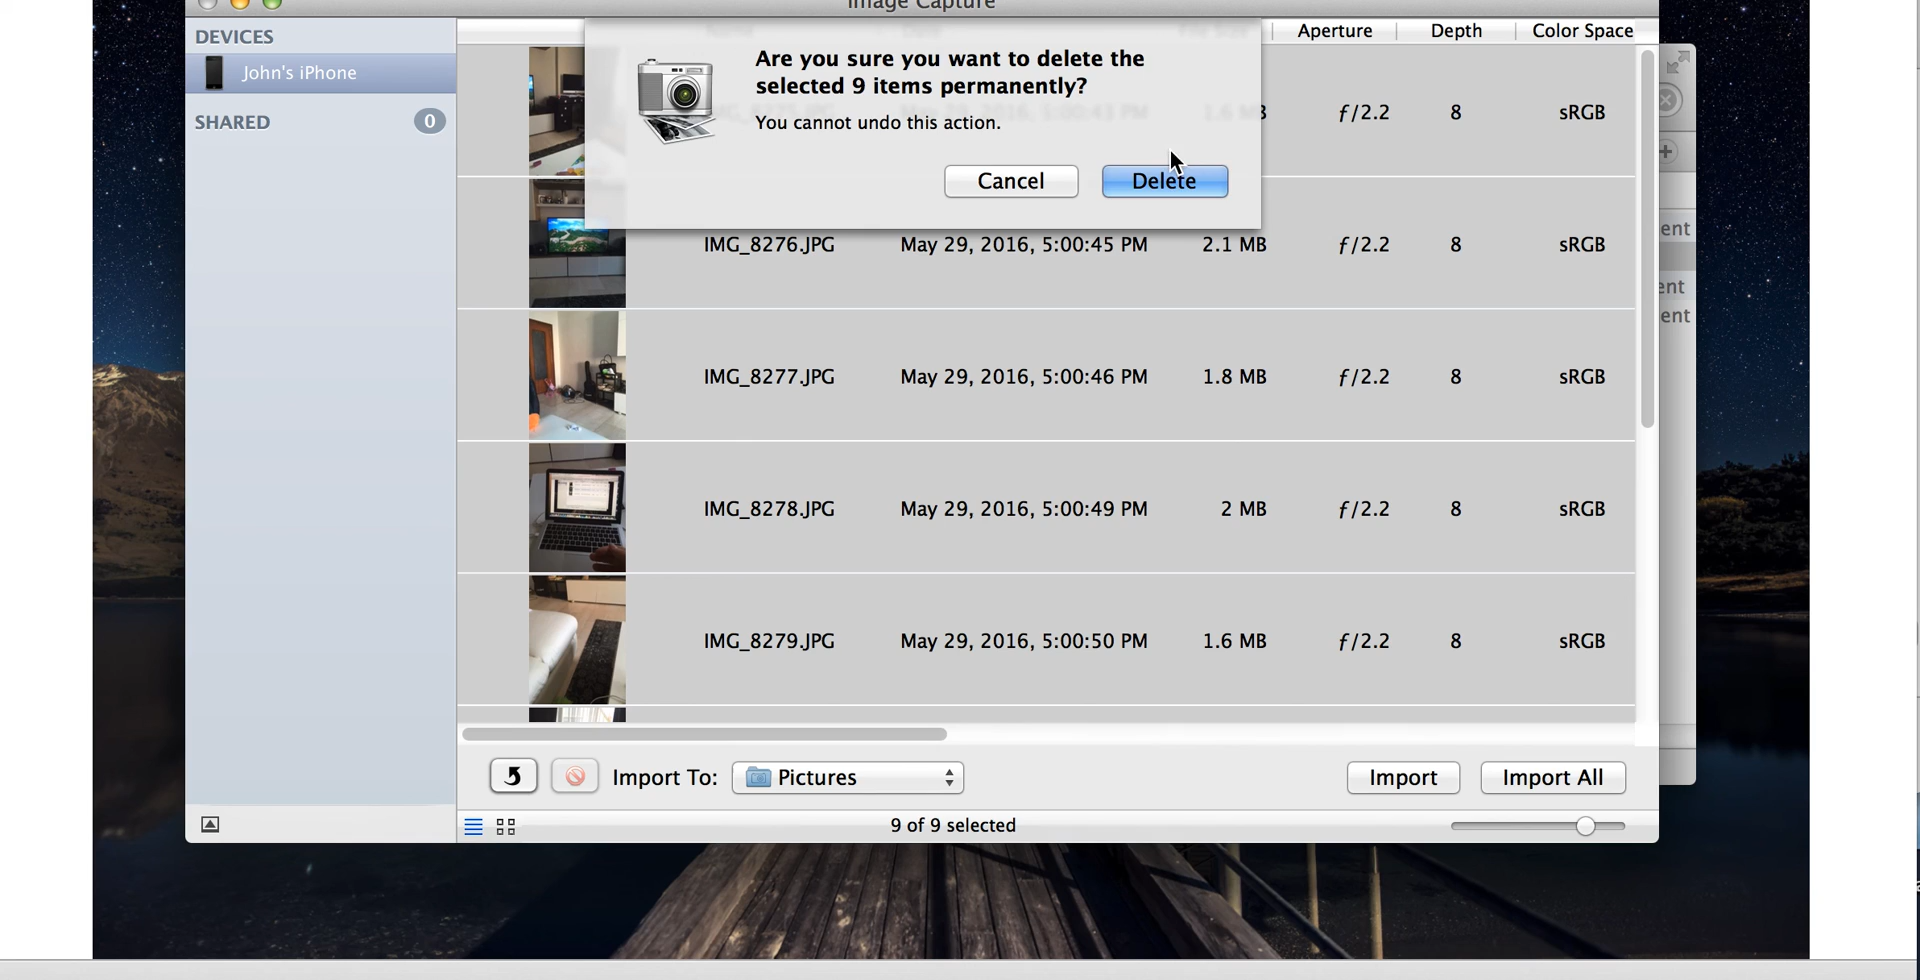 Image Capture
DEVICES
John's iPhone
SHARED 0
Aperture Depth Color Space
Are you sure you want to delete the
selected 9 items permanently?
You cannot undo this action.
Cancel Delete
ƒ/2.2 8 sRGB
IMG_8276.JPG May 29, 2016, 5:00:45 PM 2.1 MB ƒ/2.2 8 sRGB
IMG_8277.JPG May 29, 2016, 5:00:46 PM 1.8 MB ƒ/2.2 8 sRGB
IMG_8278.JPG May 29, 2016, 5:00:49 PM 2 MB ƒ/2.2 8 sRGB
IMG_8279.JPG May 29, 2016, 5:00:50 PM 1.6 MB ƒ/2.2 8 sRGB
ent
ent
ent
Import To: Pictures Import Import All
9 of 9 selected